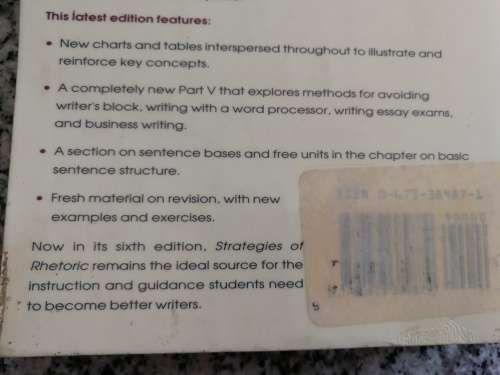 This latest edition features:
• New charts and tables interspersed throughout to illustrate and
reinforce key concepts.
• A completely new Part V that explores methods for avoiding
writer's block, writing with a word processor, writing essay exams,
and business writing.
• A section on sentence bases and free units in the chapter on basic
sentence structure.
• Fresh material on revision, with new
examples and exercises.
Now in its sixth edition, Strategies of
Rhetoric remains the ideal source for the
instruction and guidance students need
to become better writers.
ISBN